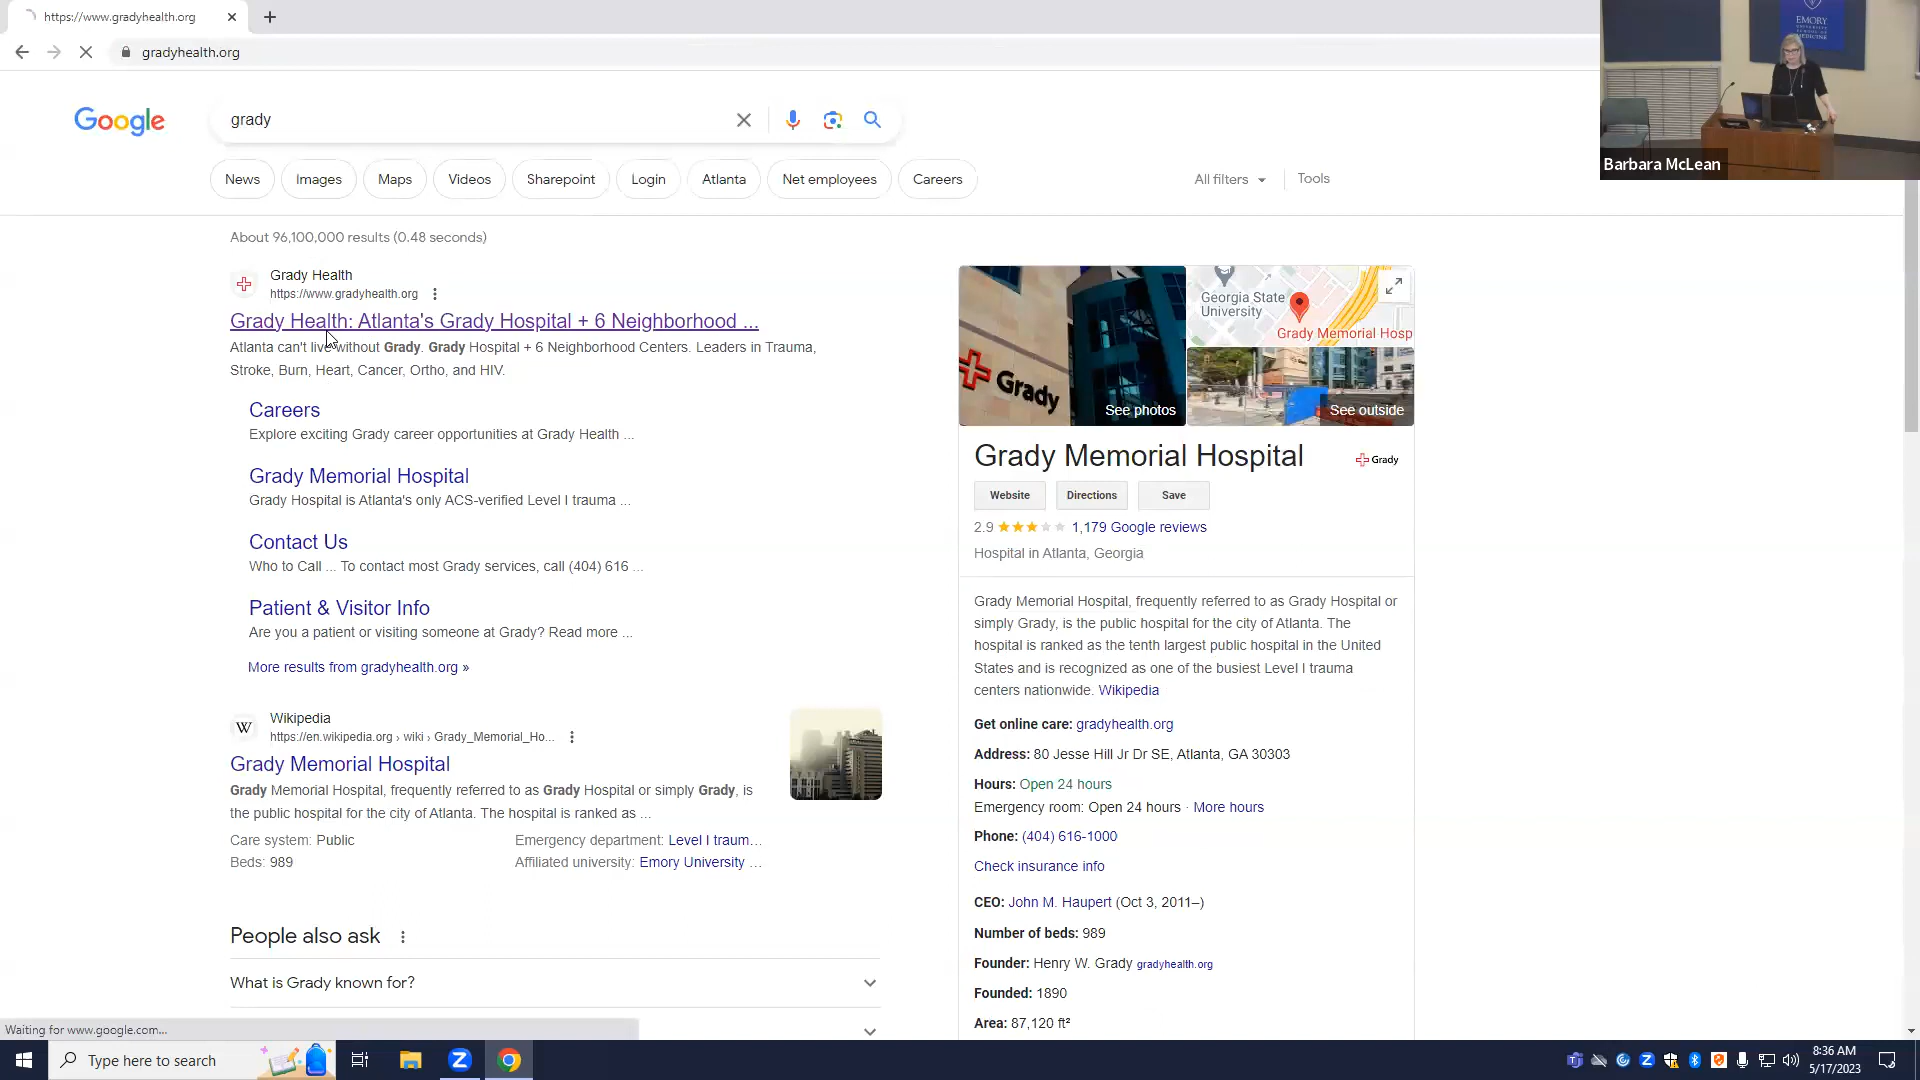 https://www.gradyhealth.org
gradyhealth.org
EMORY
UNIVERSITY
SCHOOL OF
MEDICINE
Barbara McLean
Google
grady
News
Images
Maps
Videos
Sharepoint
Login
Atlanta
Net employees
Careers
All filters
Tools
About 96,100,000 results (0.48 seconds)
Grady Health
https://www.gradyhealth.org
Grady Health: Atlanta's Grady Hospital + 6 Neighborhood ...
Atlanta can't live without Grady. Grady Hospital + 6 Neighborhood Centers. Leaders in Trauma,
Stroke, Burn, Heart, Cancer, Ortho, and HIV.
Careers
Explore exciting Grady career opportunities at Grady Health ...
Grady Memorial Hospital
Grady Hospital is Atlanta's only ACS-verified Level I trauma ...
Contact Us
Who to Call ... To contact most Grady services, call (404) 616 ...
Patient & Visitor Info
Are you a patient or visiting someone at Grady? Read more ...
More results from gradyhealth.org »
W
Wikipedia
https://en.wikipedia.org › wiki › Grady_Memorial_Ho...
Grady Memorial Hospital
Grady Memorial Hospital, frequently referred to as Grady Hospital or simply Grady, is
the public hospital for the city of Atlanta. The hospital is ranked as ...
Care system: Public
Emergency department: Level I traum...
Beds: 989
Affiliated university: Emory University ...
People also ask
What is Grady known for?
Grady
See photos
Georgia State
University
Grady Memorial Hosp
See outside
Grady Memorial Hospital
Grady
Website
Directions
Save
2.9
1,179 Google reviews
Hospital in Atlanta, Georgia
Grady Memorial Hospital, frequently referred to as Grady Hospital or
simply Grady, is the public hospital for the city of Atlanta. The
hospital is ranked as the tenth largest public hospital in the United
States and is recognized as one of the busiest Level I trauma
centers nationwide. Wikipedia
Get online care: gradyhealth.org
Address: 80 Jesse Hill Jr Dr SE, Atlanta, GA 30303
Hours: Open 24 hours
Emergency room: Open 24 hours · More hours
Phone: (404) 616-1000
Check insurance info
CEO: John M. Haupert (Oct 3, 2011–)
Number of beds: 989
Founder: Henry W. Grady gradyhealth.org
Founded: 1890
Area: 87,120 ft²
Waiting for www.google.com...
Type here to search
8:36 AM
5/17/2023